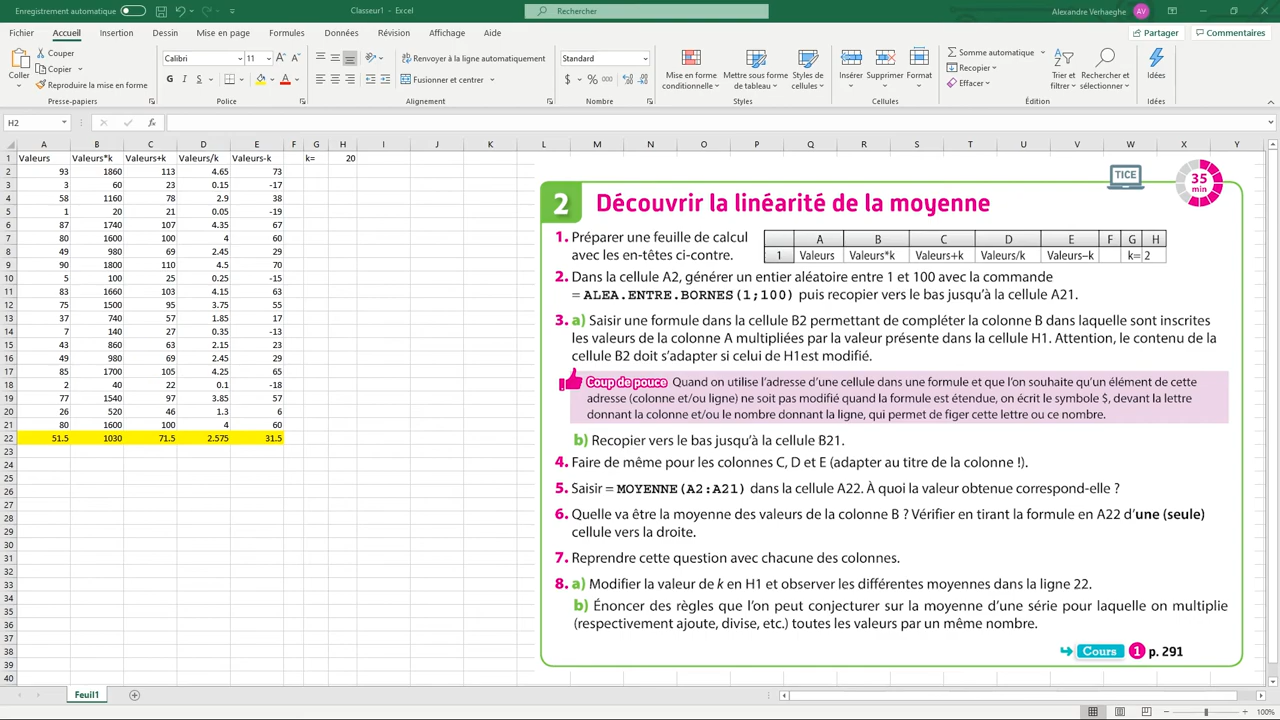 Enregistrement automatique
Classeur1 - Excel
Rechercher
Alexandre Verhaeghe
AV
Fichier Accueil Insertion Dessin Mise en page Formules Données Révision Affichage Aide
Partager Commentaires
Coller
Couper
Copier
Reproduire la mise en forme
Presse-papiers
Calibri 11
G I S
Police
Renvoyer à la ligne automatiquement
Fusionner et centrer
Alignement
Standard
$ % 000
Nombre
Mise en forme conditionnelle
Mettre sous forme de tableau
Styles de cellules
Styles
Insérer Supprimer Format
Cellules
Somme automatique
Recopier
Effacer
Trier et filtrer
Rechercher et sélectionner
Édition
Idées
Idées
H2 fx
A B C D E F G H I J K L M N O P Q R S T U V W X Y
1 Valeurs Valeurs*k Valeurs+k Valeurs/k Valeurs-k k= 20
2 93 1860 113 4.65 73
3 3 60 23 0.15 -17
4 58 1160 78 2.9 38
5 1 20 21 0.05 -19
6 87 1740 107 4.35 67
7 80 1600 100 4 60
8 49 980 69 2.45 29
9 90 1800 110 4.5 70
10 5 100 25 0.25 -15
11 83 1660 103 4.15 63
12 75 1500 95 3.75 55
13 37 740 57 1.85 17
14 7 140 27 0.35 -13
15 43 860 63 2.15 23
16 49 980 69 2.45 29
17 85 1700 105 4.25 65
18 2 40 22 0.1 -18
19 77 1540 97 3.85 57
20 26 520 46 1.3 6
21 80 1600 100 4 60
22 51.5 1030 71.5 2.575 31.5
23
24
25
26
27
28
29
30
31
32
33
34
35
36
37
38
39
40
TICE
35 min
2 Découvrir la linéarité de la moyenne
1. Préparer une feuille de calcul
avec les en-têtes ci-contre.
A B C D E F G H
1 Valeurs Valeurs*k Valeurs+k Valeurs/k Valeurs–k k= 2
2. Dans la cellule A2, générer un entier aléatoire entre 1 et 100 avec la commande
= ALEA.ENTRE.BORNES(1;100) puis recopier vers le bas jusqu'à la cellule A21.
3. a) Saisir une formule dans la cellule B2 permettant de compléter la colonne B dans laquelle sont inscrites
les valeurs de la colonne A multipliées par la valeur présente dans la cellule H1. Attention, le contenu de la
cellule B2 doit s'adapter si celui de H1est modifié.
Coup de pouce Quand on utilise l'adresse d'une cellule dans une formule et que l'on souhaite qu'un élément de cette
adresse (colonne et/ou ligne) ne soit pas modifié quand la formule est étendue, on écrit le symbole $, devant la lettre
donnant la colonne et/ou le nombre donnant la ligne, qui permet de figer cette lettre ou ce nombre.
b) Recopier vers le bas jusqu'à la cellule B21.
4. Faire de même pour les colonnes C, D et E (adapter au titre de la colonne !).
5. Saisir = MOYENNE(A2:A21) dans la cellule A22. À quoi la valeur obtenue correspond-elle ?
6. Quelle va être la moyenne des valeurs de la colonne B ? Vérifier en tirant la formule en A22 d'une (seule)
cellule vers la droite.
7. Reprendre cette question avec chacune des colonnes.
8. a) Modifier la valeur de k en H1 et observer les différentes moyennes dans la ligne 22.
b) Énoncer des règles que l'on peut conjecturer sur la moyenne d'une série pour laquelle on multiplie
(respectivement ajoute, divise, etc.) toutes les valeurs par un même nombre.
Cours 1 p. 291
Feuil1
100%